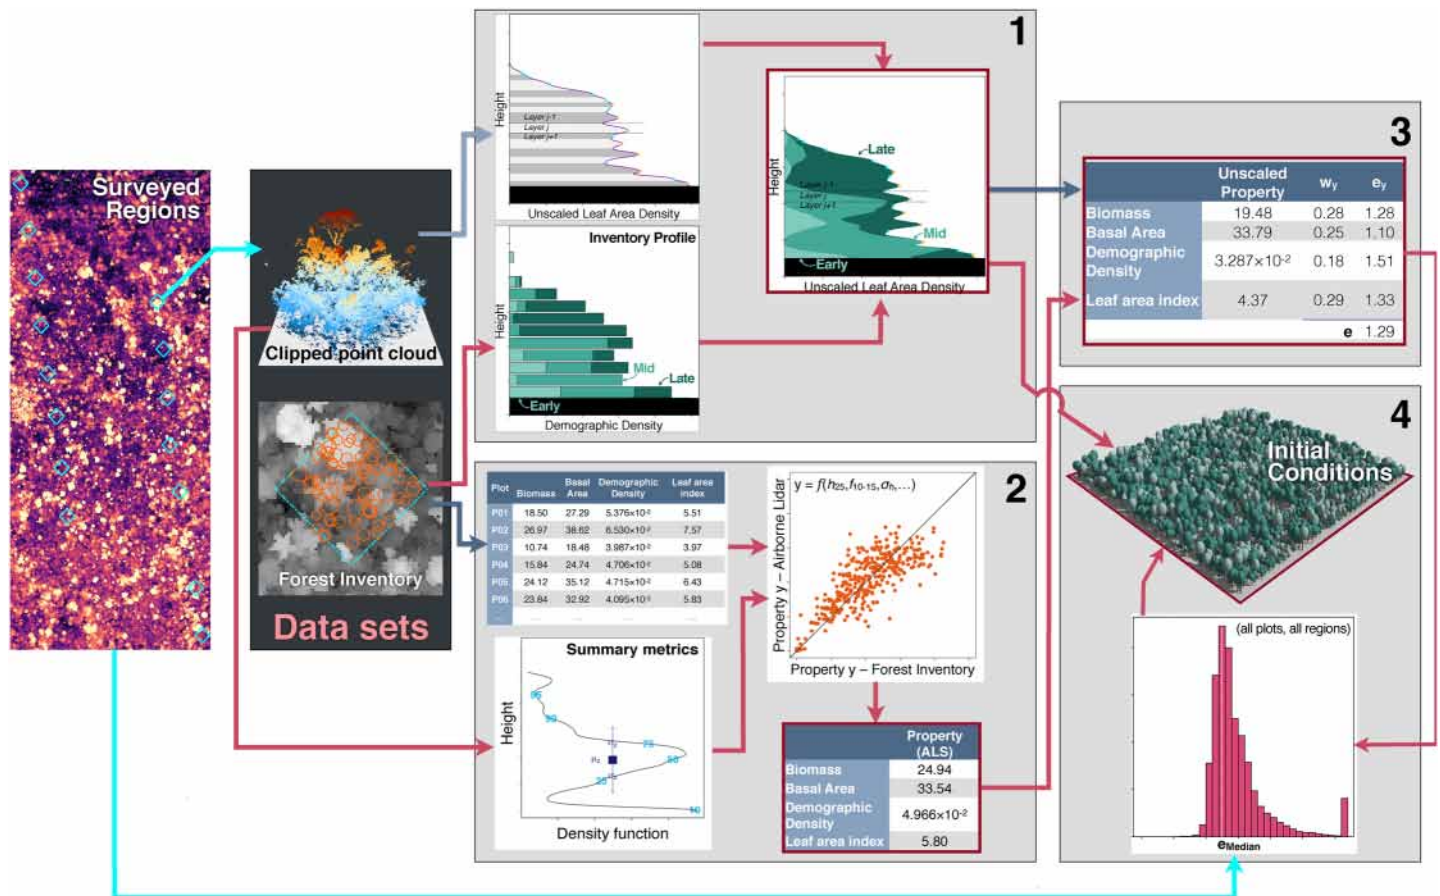 Surveyed
Regions
Clipped point cloud
Forest Inventory
Data sets
1
Height
Layer j-1
Layer j
Layer j+1
Unscaled Leaf Area Density
Inventory Profile
Height
Mid
Late
Early
Demographic Density
Height
Late
Layer j-1
Layer j
Layer j+1
Mid
Early
Unscaled Leaf Area Density
2
Plot Biomass Basal Area Demographic Density Leaf area index
P01 18.50 27.29 5.376×10-2 5.51
P02 26.97 38.62 6.530×10-2 7.57
P03 10.74 18.48 3.987×10-2 3.97
P04 15.84 24.74 4.706×10-2 5.08
P05 24.12 35.12 4.715×10-2 6.43
P06 23.84 32.92 4.095×10-2 5.83
Summary metrics
Height
95
90
75
50
25
10
Density function
y = f(h25,f10-15,σh,…)
Property y – Airborne Lidar
Property y – Forest Inventory
Property
(ALS)
Biomass 24.94
Basal Area 33.54
Demographic
Density 4.966×10-2
Leaf area index 5.80
3
Unscaled
Property wy ey
Biomass 19.48 0.28 1.28
Basal Area 33.79 0.25 1.10
Demographic
Density 3.287×10-2 0.18 1.51
Leaf area index 4.37 0.29 1.33
e 1.29
4
Initial
Conditions
(all plots, all regions)
eMedian